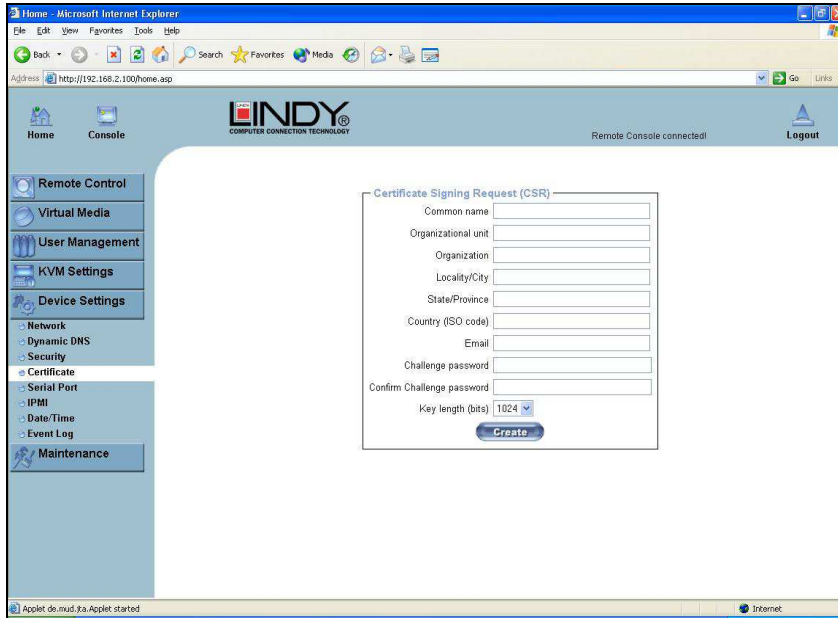 Home - Microsoft Internet Explorer
File Edit View Favorites Tools Help
Back Search Favorites Media
Address http://192.168.2.100/home.asp Go Links
Home Console
LINDY®
COMPUTER CONNECTION TECHNOLOGY
Remote Console connected!
Logout
Remote Control
Virtual Media
User Management
KVM Settings
Device Settings
Network
Dynamic DNS
Security
Certificate
Serial Port
IPMI
Date/Time
Event Log
Maintenance
Certificate Signing Request (CSR)
Common name
Organizational unit
Organization
Locality/City
State/Province
Country (ISO code)
Email
Challenge password
Confirm Challenge password
Key length (bits) 1024
Create
Applet de.mud.jta.Applet started
Internet